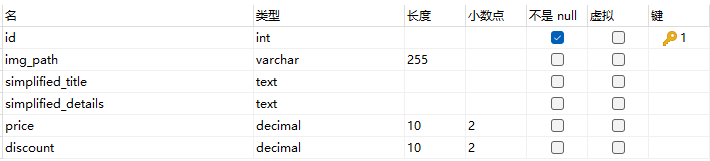 名 类型 长度 小数点 不是 null 虚拟 键
id int 1
img_path varchar 255
simplified_title text
simplified_details text
price decimal 10 2
discount decimal 10 2